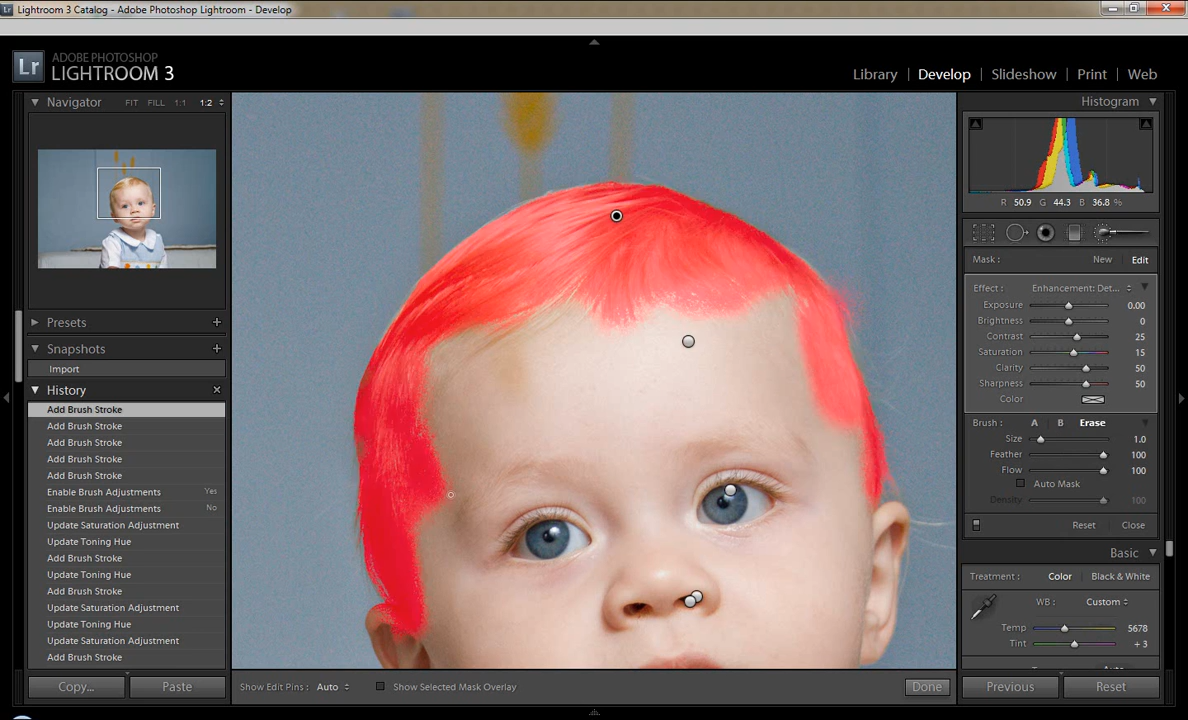 Lightroom 3 Catalog - Adobe Photoshop Lightroom - Develop
Lr ADOBE PHOTOSHOP
LIGHTROOM 3
Library | Develop | Slideshow | Print | Web
Navigator FIT FILL 1:1 1:2
Presets
Snapshots
Import
History
Add Brush Stroke
Add Brush Stroke
Add Brush Stroke
Add Brush Stroke
Add Brush Stroke
Enable Brush Adjustments Yes
Enable Brush Adjustments No
Update Saturation Adjustment
Update Toning Hue
Add Brush Stroke
Update Toning Hue
Add Brush Stroke
Update Saturation Adjustment
Update Toning Hue
Update Saturation Adjustment
Add Brush Stroke
Copy... Paste
Show Edit Pins : Auto Show Selected Mask Overlay Done
Histogram
R 50.9 G 44.3 B 36.8 %
Mask : New Edit
Effect : Enhancement: Det...
Exposure 0.00
Brightness 0
Contrast 25
Saturation 15
Clarity 50
Sharpness 50
Color
Brush : A B Erase
Size 1.0
Feather 100
Flow 100
Auto Mask
Density 100
Reset Close
Basic
Treatment : Color Black & White
WB : Custom
Temp 5678
Tint + 3
Previous Reset